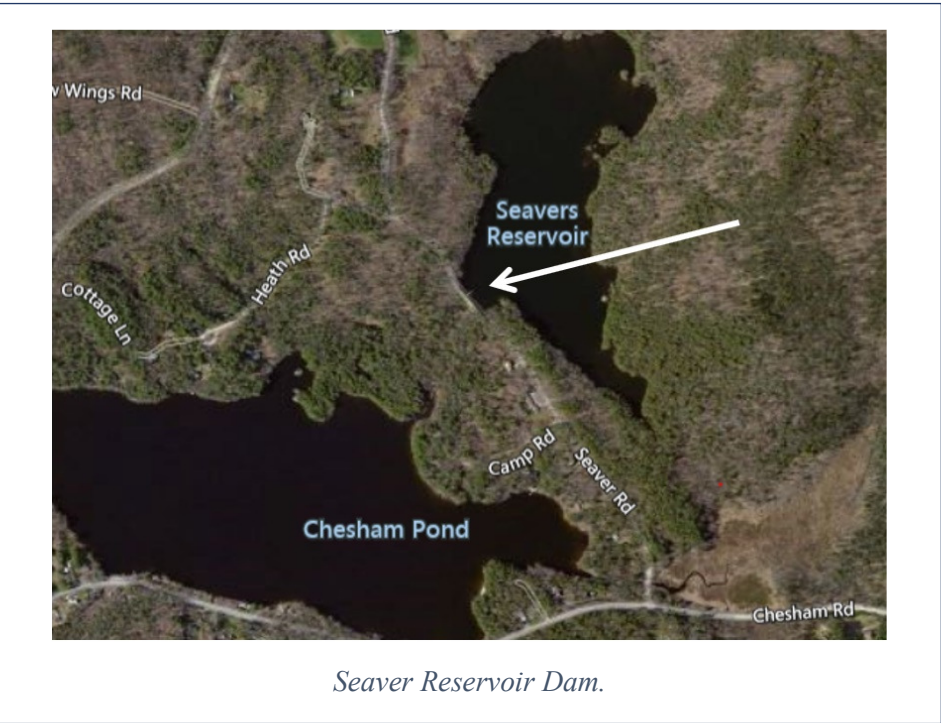 w Wings Rd
Seavers
Reservoir
Heath Rd
Cottage Ln
Camp Rd
Seaver Rd
Chesham Pond
Chesham Rd
Seaver Reservoir Dam.